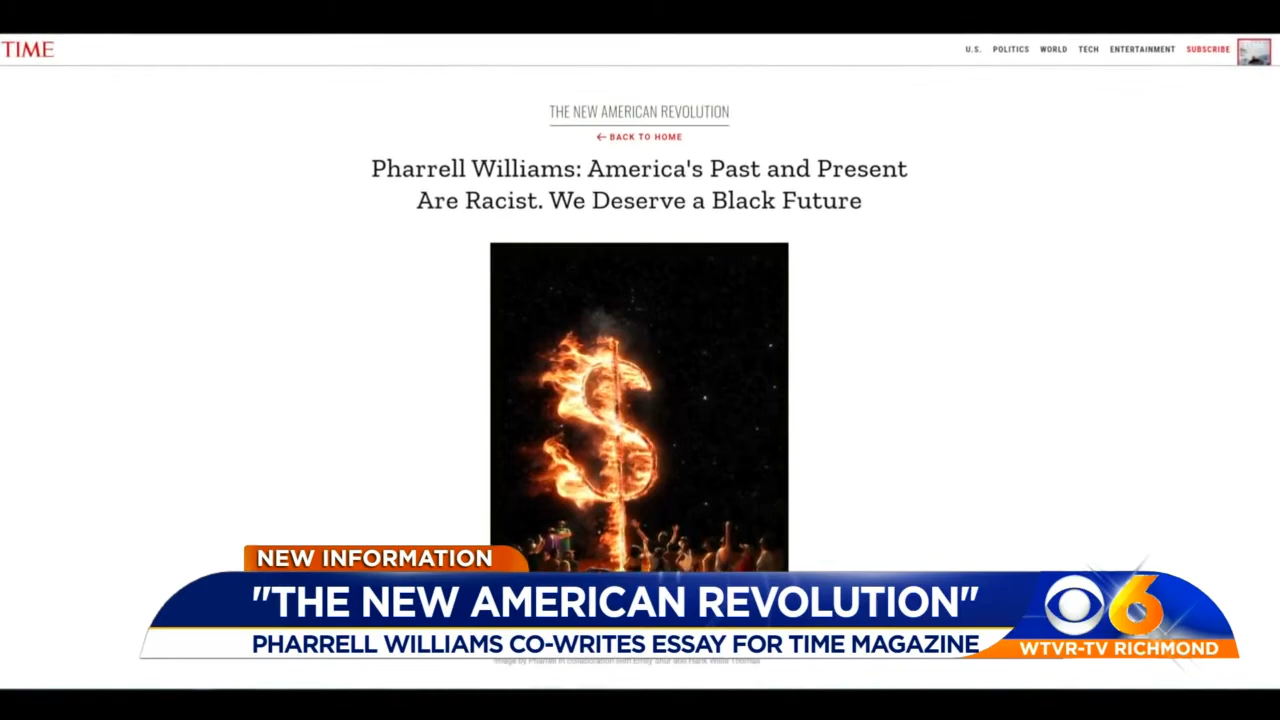 TIME
U.S. POLITICS WORLD TECH ENTERTAINMENT SUBSCRIBE
THE NEW AMERICAN REVOLUTION
← BACK TO HOME
Pharrell Williams: America's Past and Present
Are Racist. We Deserve a Black Future
$
NEW INFORMATION
"THE NEW AMERICAN REVOLUTION"
6
PHARRELL WILLIAMS CO-WRITES ESSAY FOR TIME MAGAZINE
WTVR-TV RICHMOND